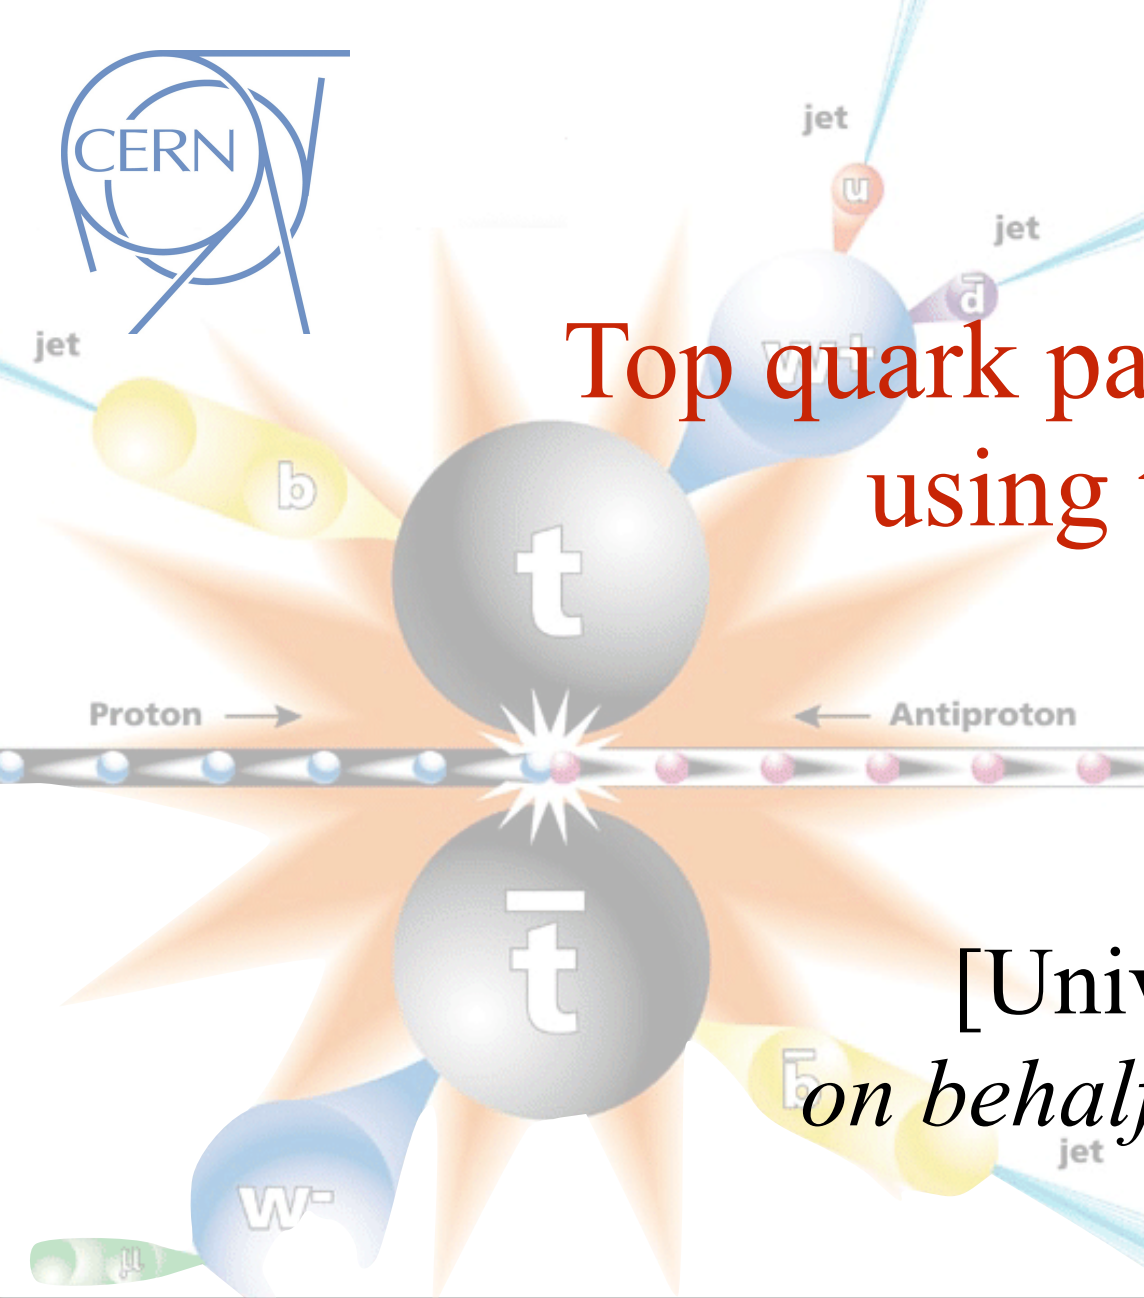 CERN
jet
u
jet
d̄
jet
W+
Top quark pa
using
b
t
Proton
Antiproton
t̄
[Univ
b̄
on behalf
jet
W-
μ